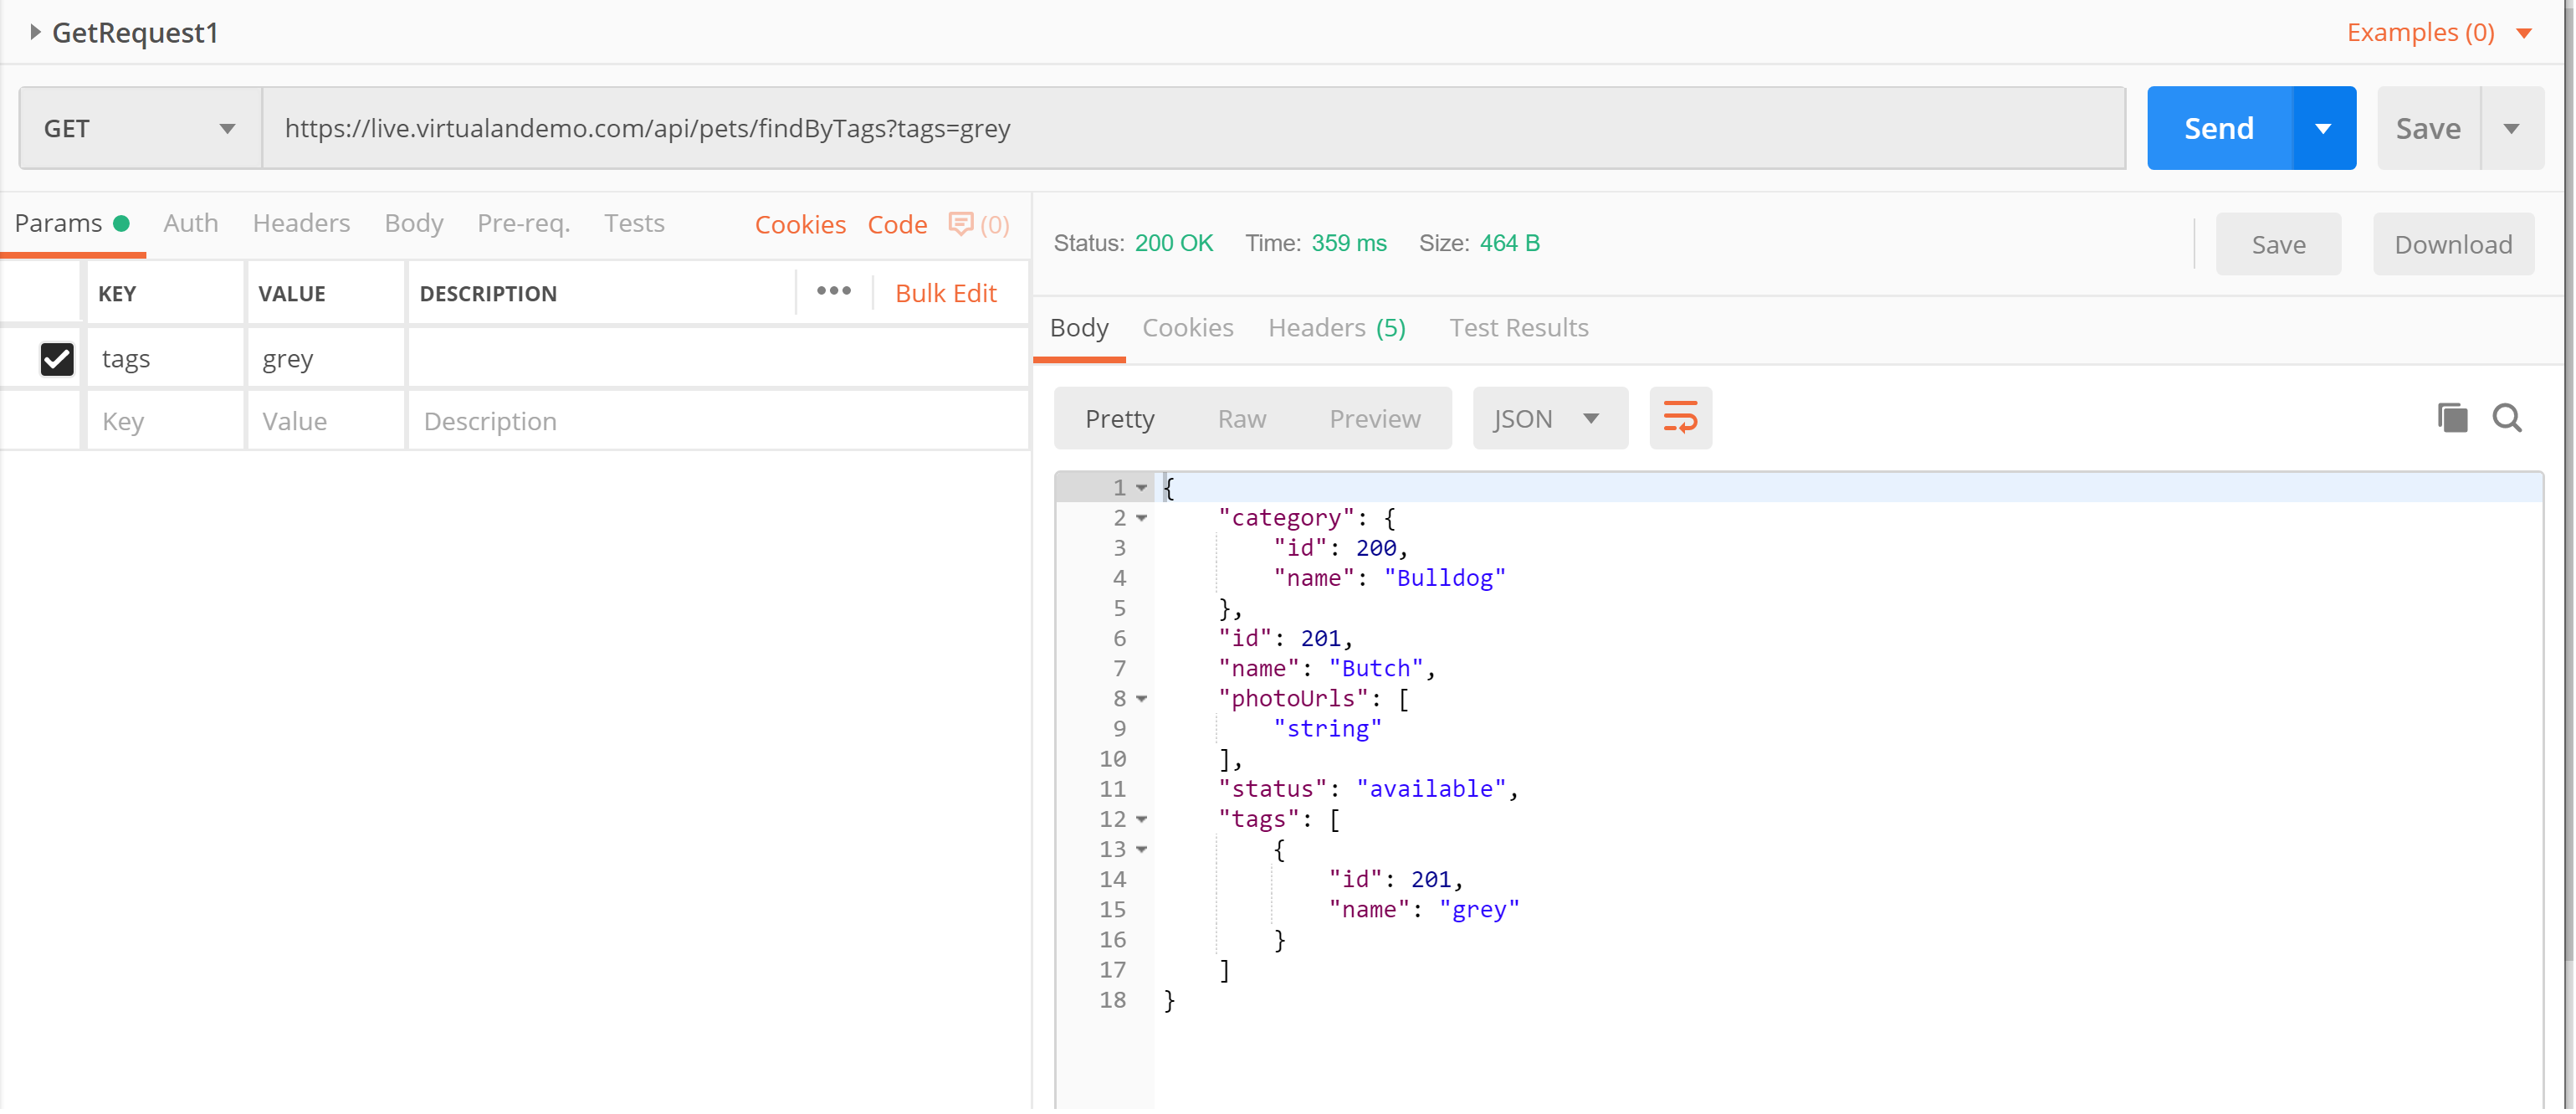 GetRequest1
Examples (0)
GET
https://live.virtualandemo.com/api/pets/findByTags?tags=grey
Send
Save
Params
Auth
Headers
Body
Pre-req.
Tests
Cookies
Code
(0)
KEY
VALUE
DESCRIPTION
Bulk Edit
tags
grey
Key
Value
Description
Status: 200 OK
Time: 359 ms
Size: 464 B
Save
Download
Body
Cookies
Headers (5)
Test Results
Pretty
Raw
Preview
JSON
1 {
2 "category": {
3 "id": 200,
4 "name": "Bulldog"
5 },
6 "id": 201,
7 "name": "Butch",
8 "photoUrls": [
9 "string"
10 ],
11 "status": "available",
12 "tags": [
13 {
14 "id": 201,
15 "name": "grey"
16 }
17 ]
18 }